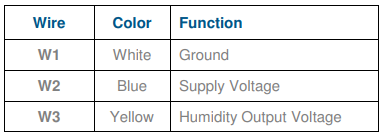 Wire Color Function
W1 White Ground
W2 Blue Supply Voltage
W3 Yellow Humidity Output Voltage